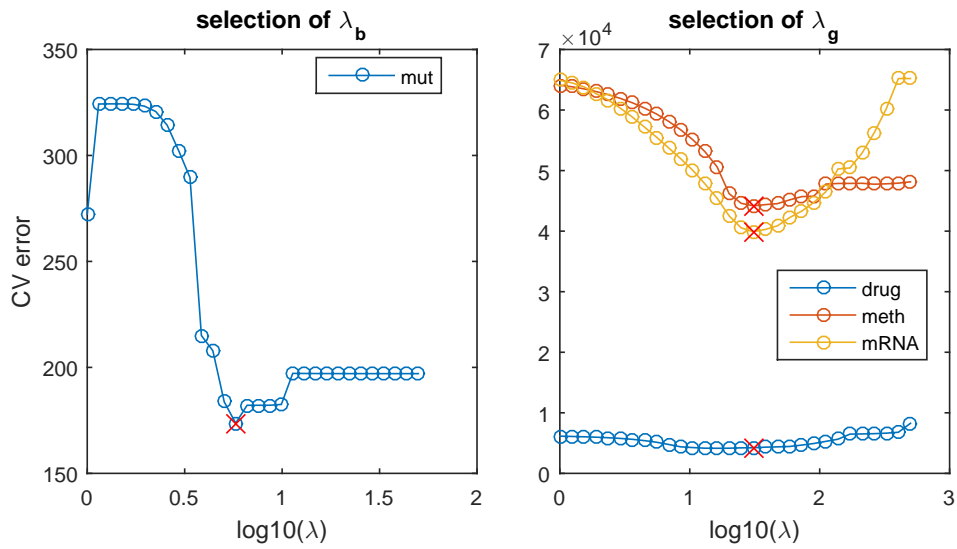 selection of λb
350
300
250
200
150
CV error
0
0.5
1
1.5
2
log10(λ)
mut
selection of λg
×10^4
7
6
5
4
3
2
1
0
0
1
2
3
log10(λ)
drug
meth
mRNA